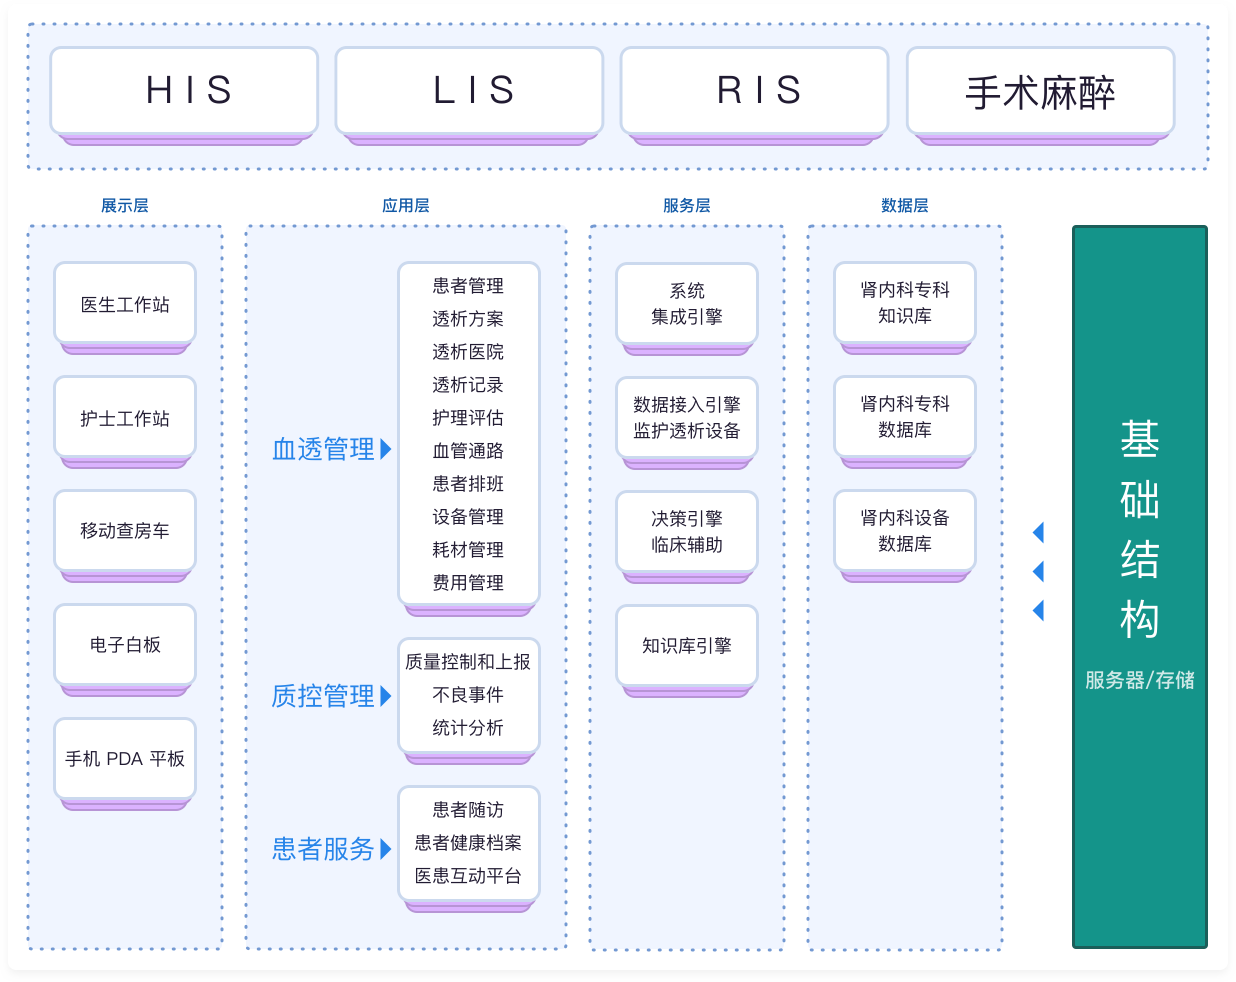 HIS
LIS
RIS
手术麻醉
展示层
医生工作站
护士工作站
移动查房车
电子白板
手机 PDA 平板
应用层
血透管理
患者管理
透析方案
透析医院
透析记录
护理评估
血管通路
患者排班
设备管理
耗材管理
费用管理
质控管理
质量控制和上报
不良事件
统计分析
患者服务
患者随访
患者健康档案
医患互动平台
服务层
系统
集成引擎
数据接入引擎
监护透析设备
决策引擎
临床辅助
知识库引擎
数据层
肾内科专科
知识库
肾内科专科
数据库
肾内科设备
数据库
基
础
结
构
服务器/存储